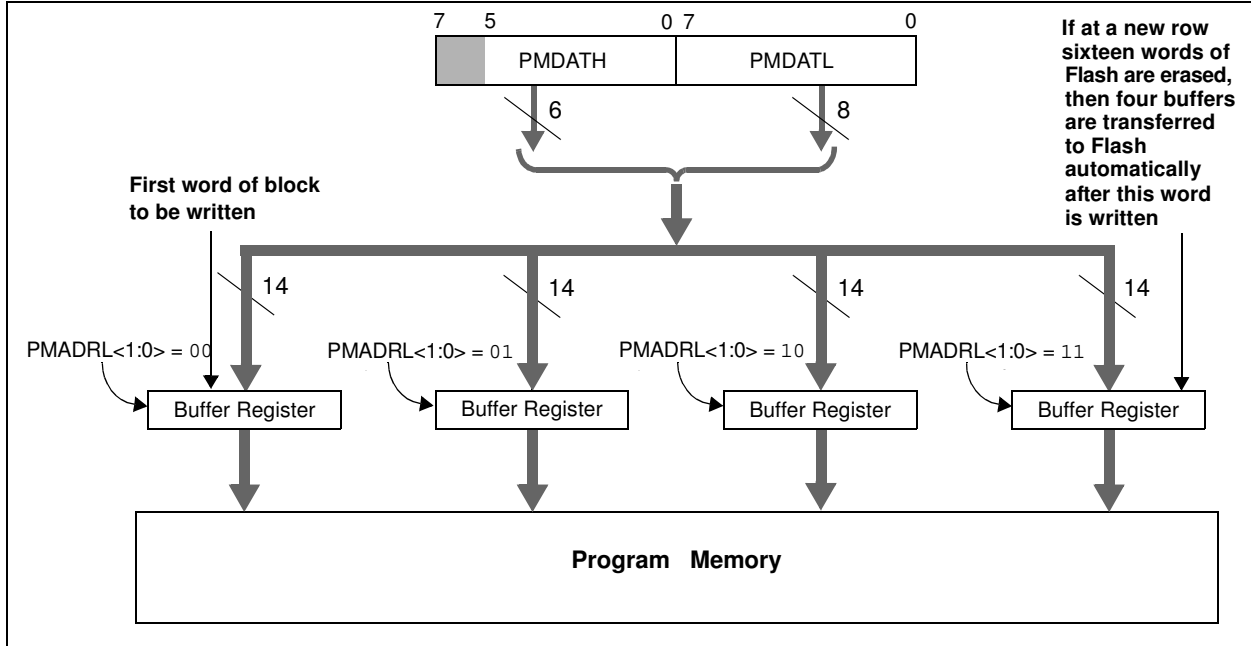 7 5 0 7 0
PMDATH PMDATL
6 8
If at a new row
sixteen words of
Flash are erased,
then four buffers
are transferred
to Flash
automatically
after this word
is written
First word of block
to be written
14 14 14 14
PMADRL<1:0> = 00 PMADRL<1:0> = 01 PMADRL<1:0> = 10 PMADRL<1:0> = 11
Buffer Register Buffer Register Buffer Register Buffer Register
Program Memory